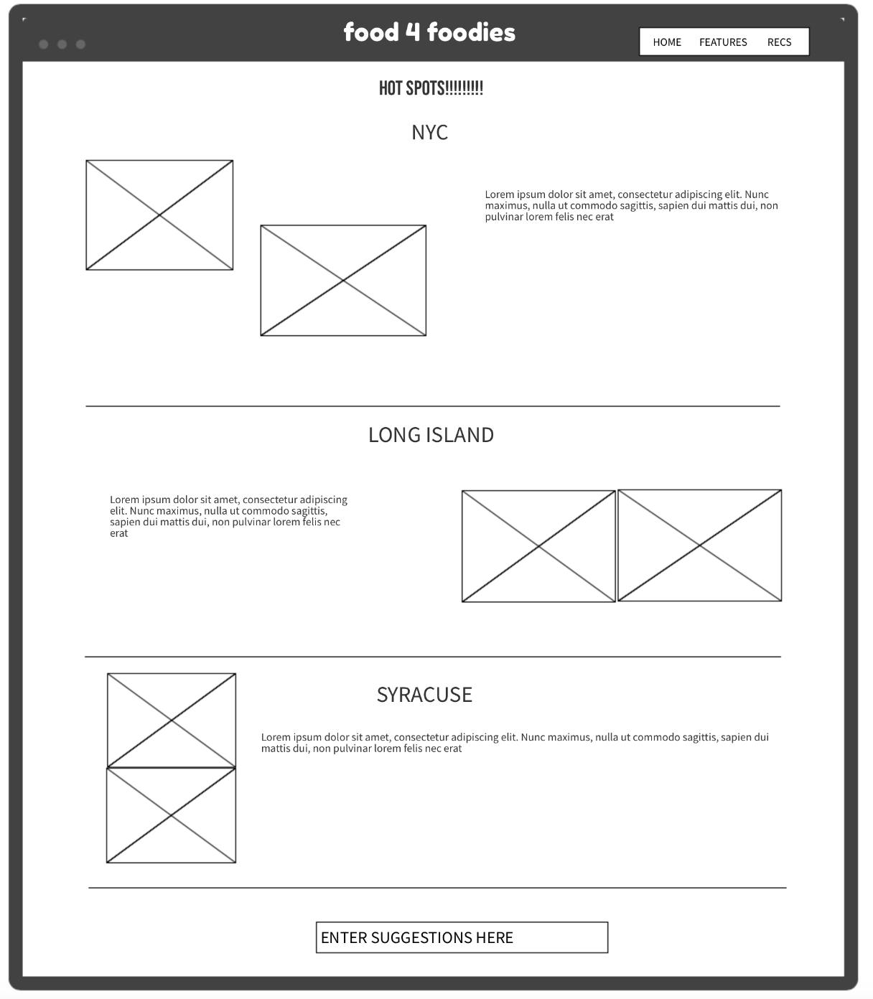 food 4 foodies
HOME FEATURES RECS
HOT SPOTS!!!!!!!!!
NYC
Lorem ipsum dolor sit amet, consectetur adipiscing elit. Nunc
maximus, nulla ut commodo sagittis, sapien dui mattis dui, non
pulvinar lorem felis nec erat
LONG ISLAND
Lorem ipsum dolor sit amet, consectetur adipiscing
elit. Nunc maximus, nulla ut commodo sagittis,
sapien dui mattis dui, non pulvinar lorem felis nec
erat
SYRACUSE
Lorem ipsum dolor sit amet, consectetur adipiscing elit. Nunc maximus, nulla ut commodo sagittis, sapien dui
mattis dui, non pulvinar lorem felis nec erat
ENTER SUGGESTIONS HERE